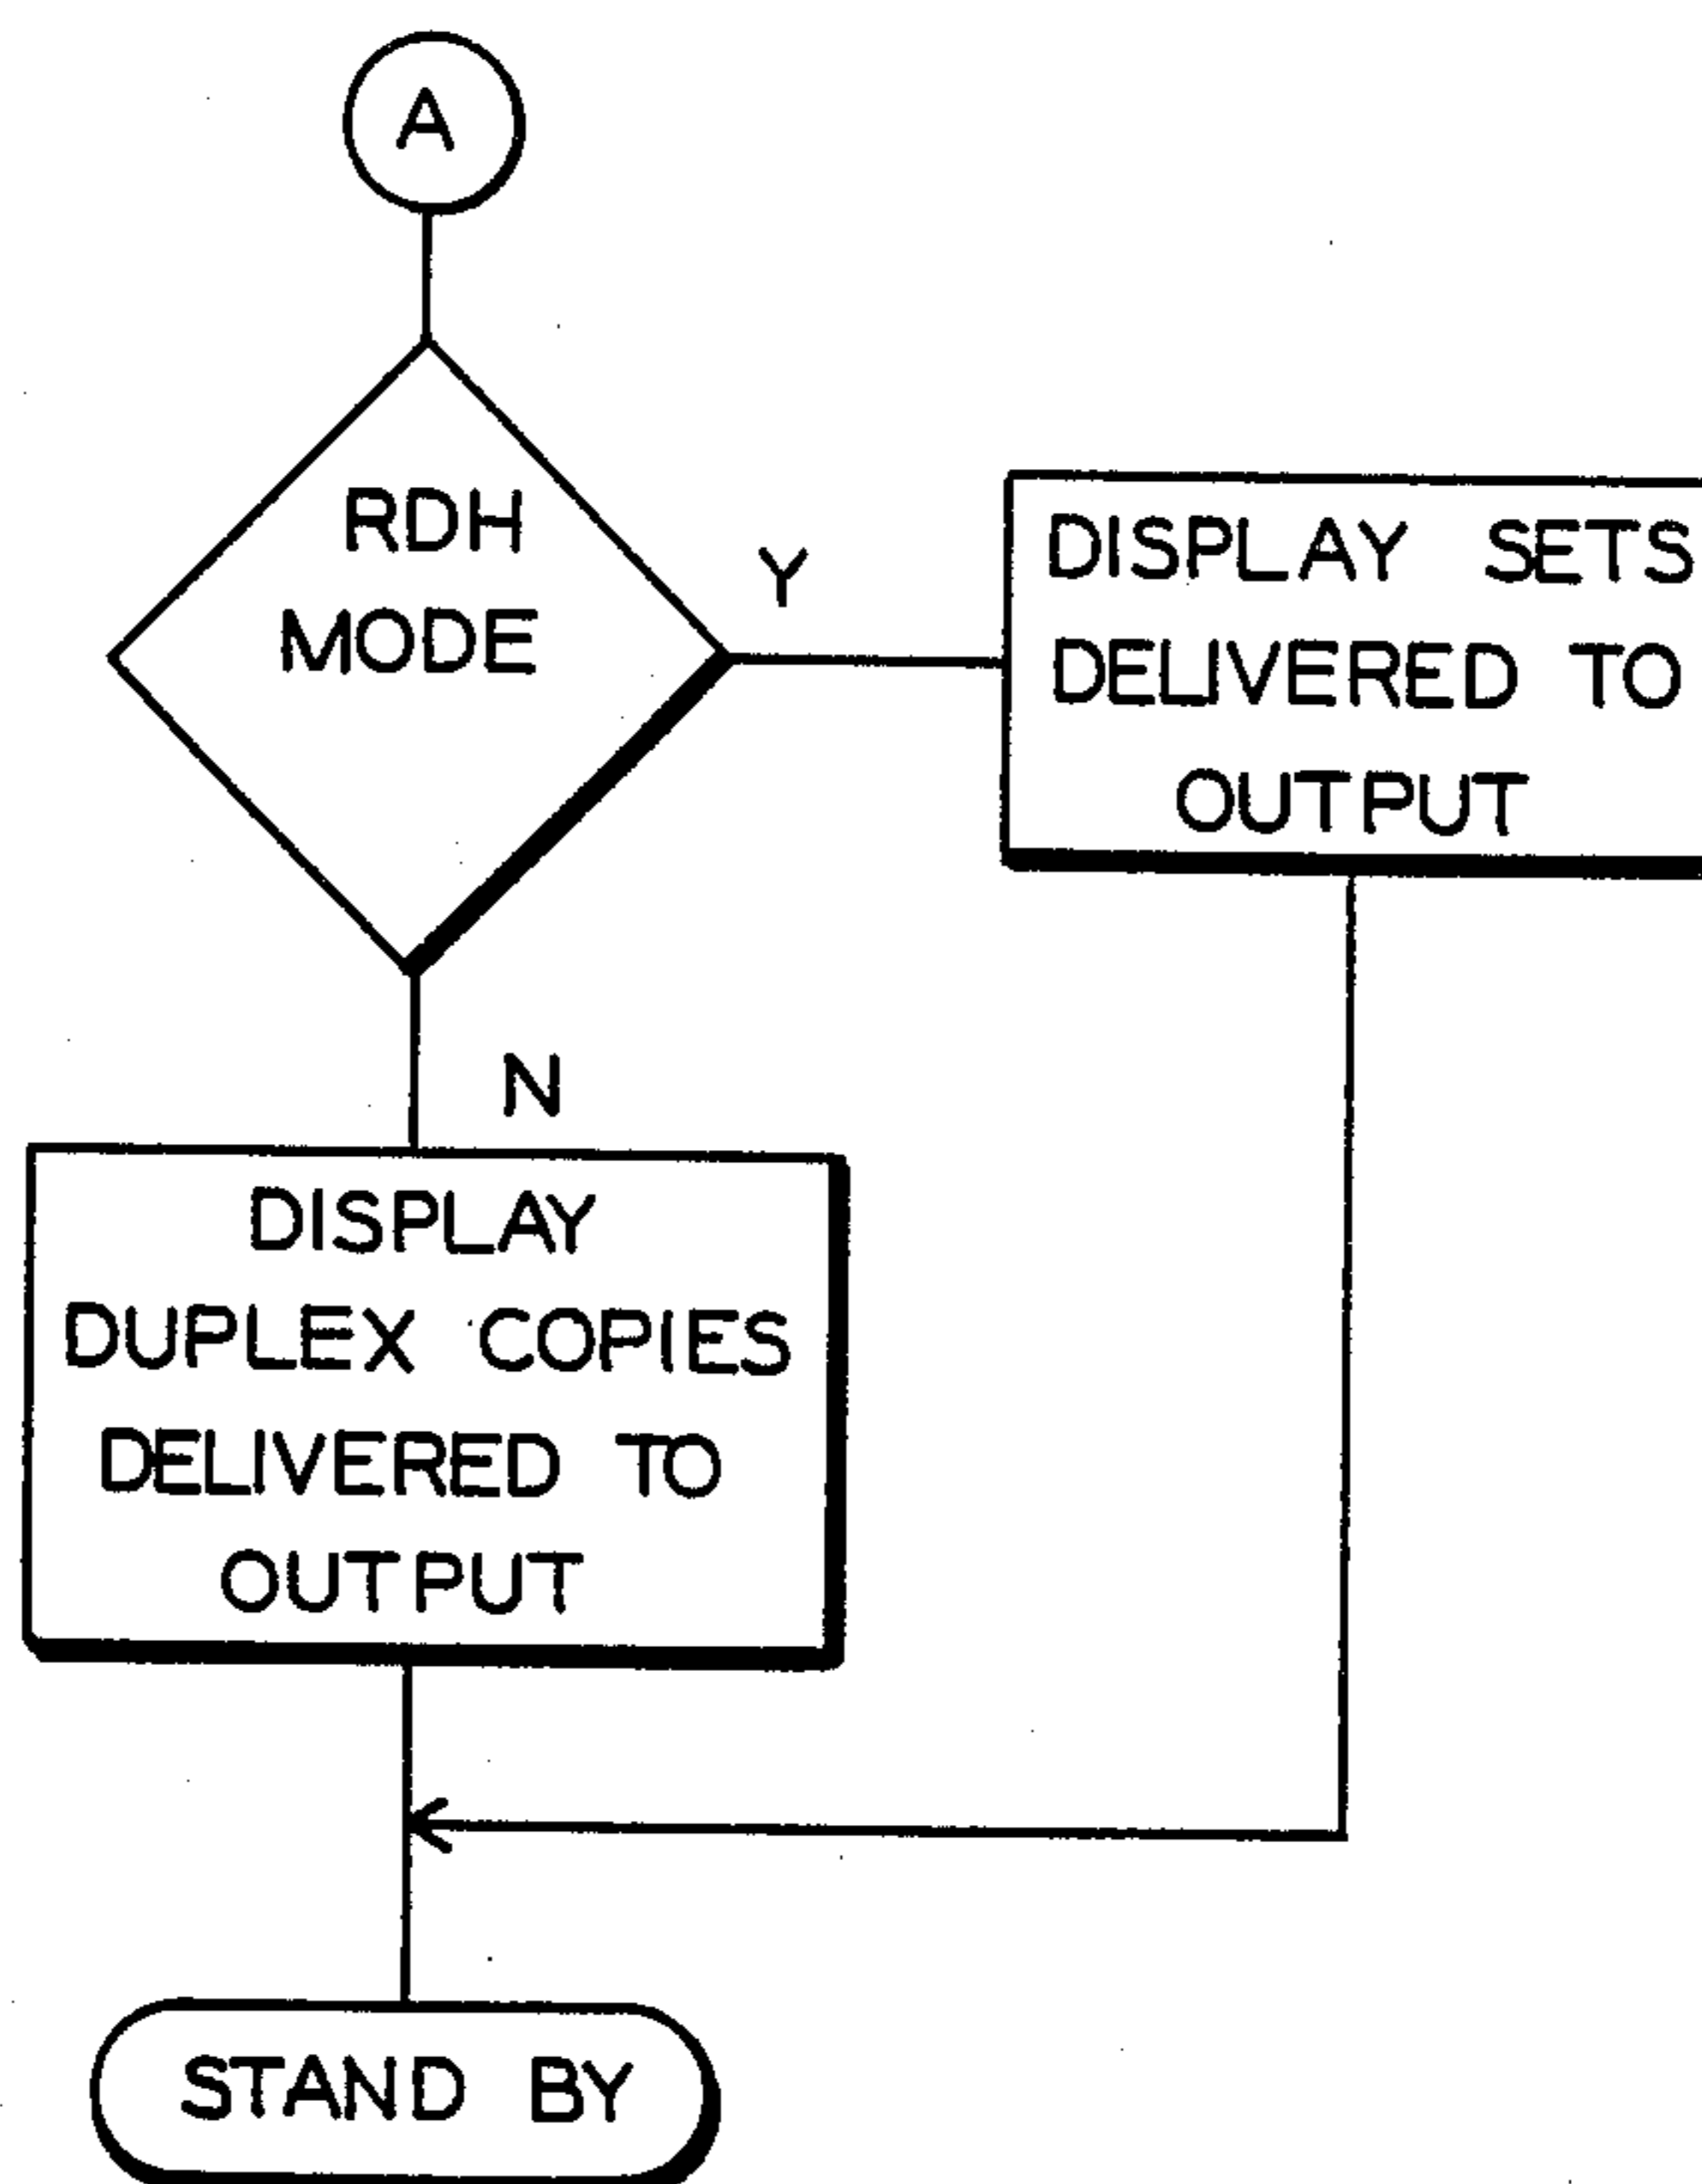 A
RDH
MODE
Y
DISPLAY SETS
DELIVERED TO
OUTPUT
N
DISPLAY
DUPLEX COPIES
DELIVERED TO
OUTPUT
STAND BY